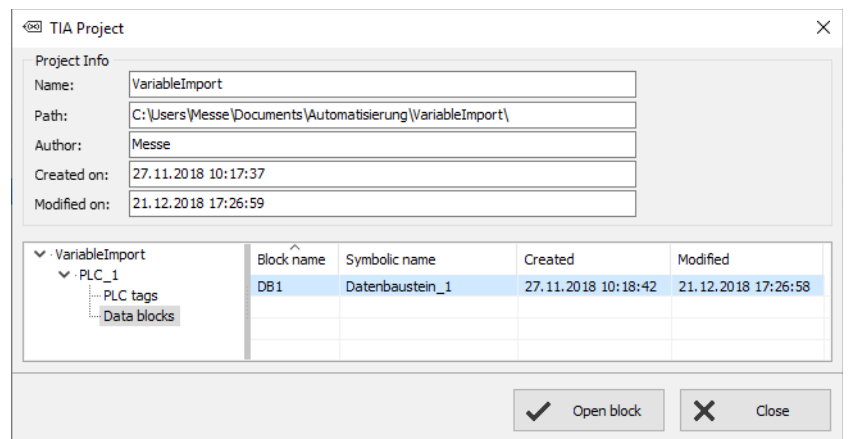 TIA Project
Project Info
Name: VariableImport
Path: C:\Users\Messe\Documents\Automatisierung\VariableImport\
Author: Messe
Created on: 27.11.2018 10:17:37
Modified on: 21.12.2018 17:26:59
VariableImport
PLC_1
PLC tags
Data blocks
Block name Symbolic name Created Modified
DB1 Datenbaustein_1 27.11.2018 10:18:42 21.12.2018 17:26:58
Open block Close